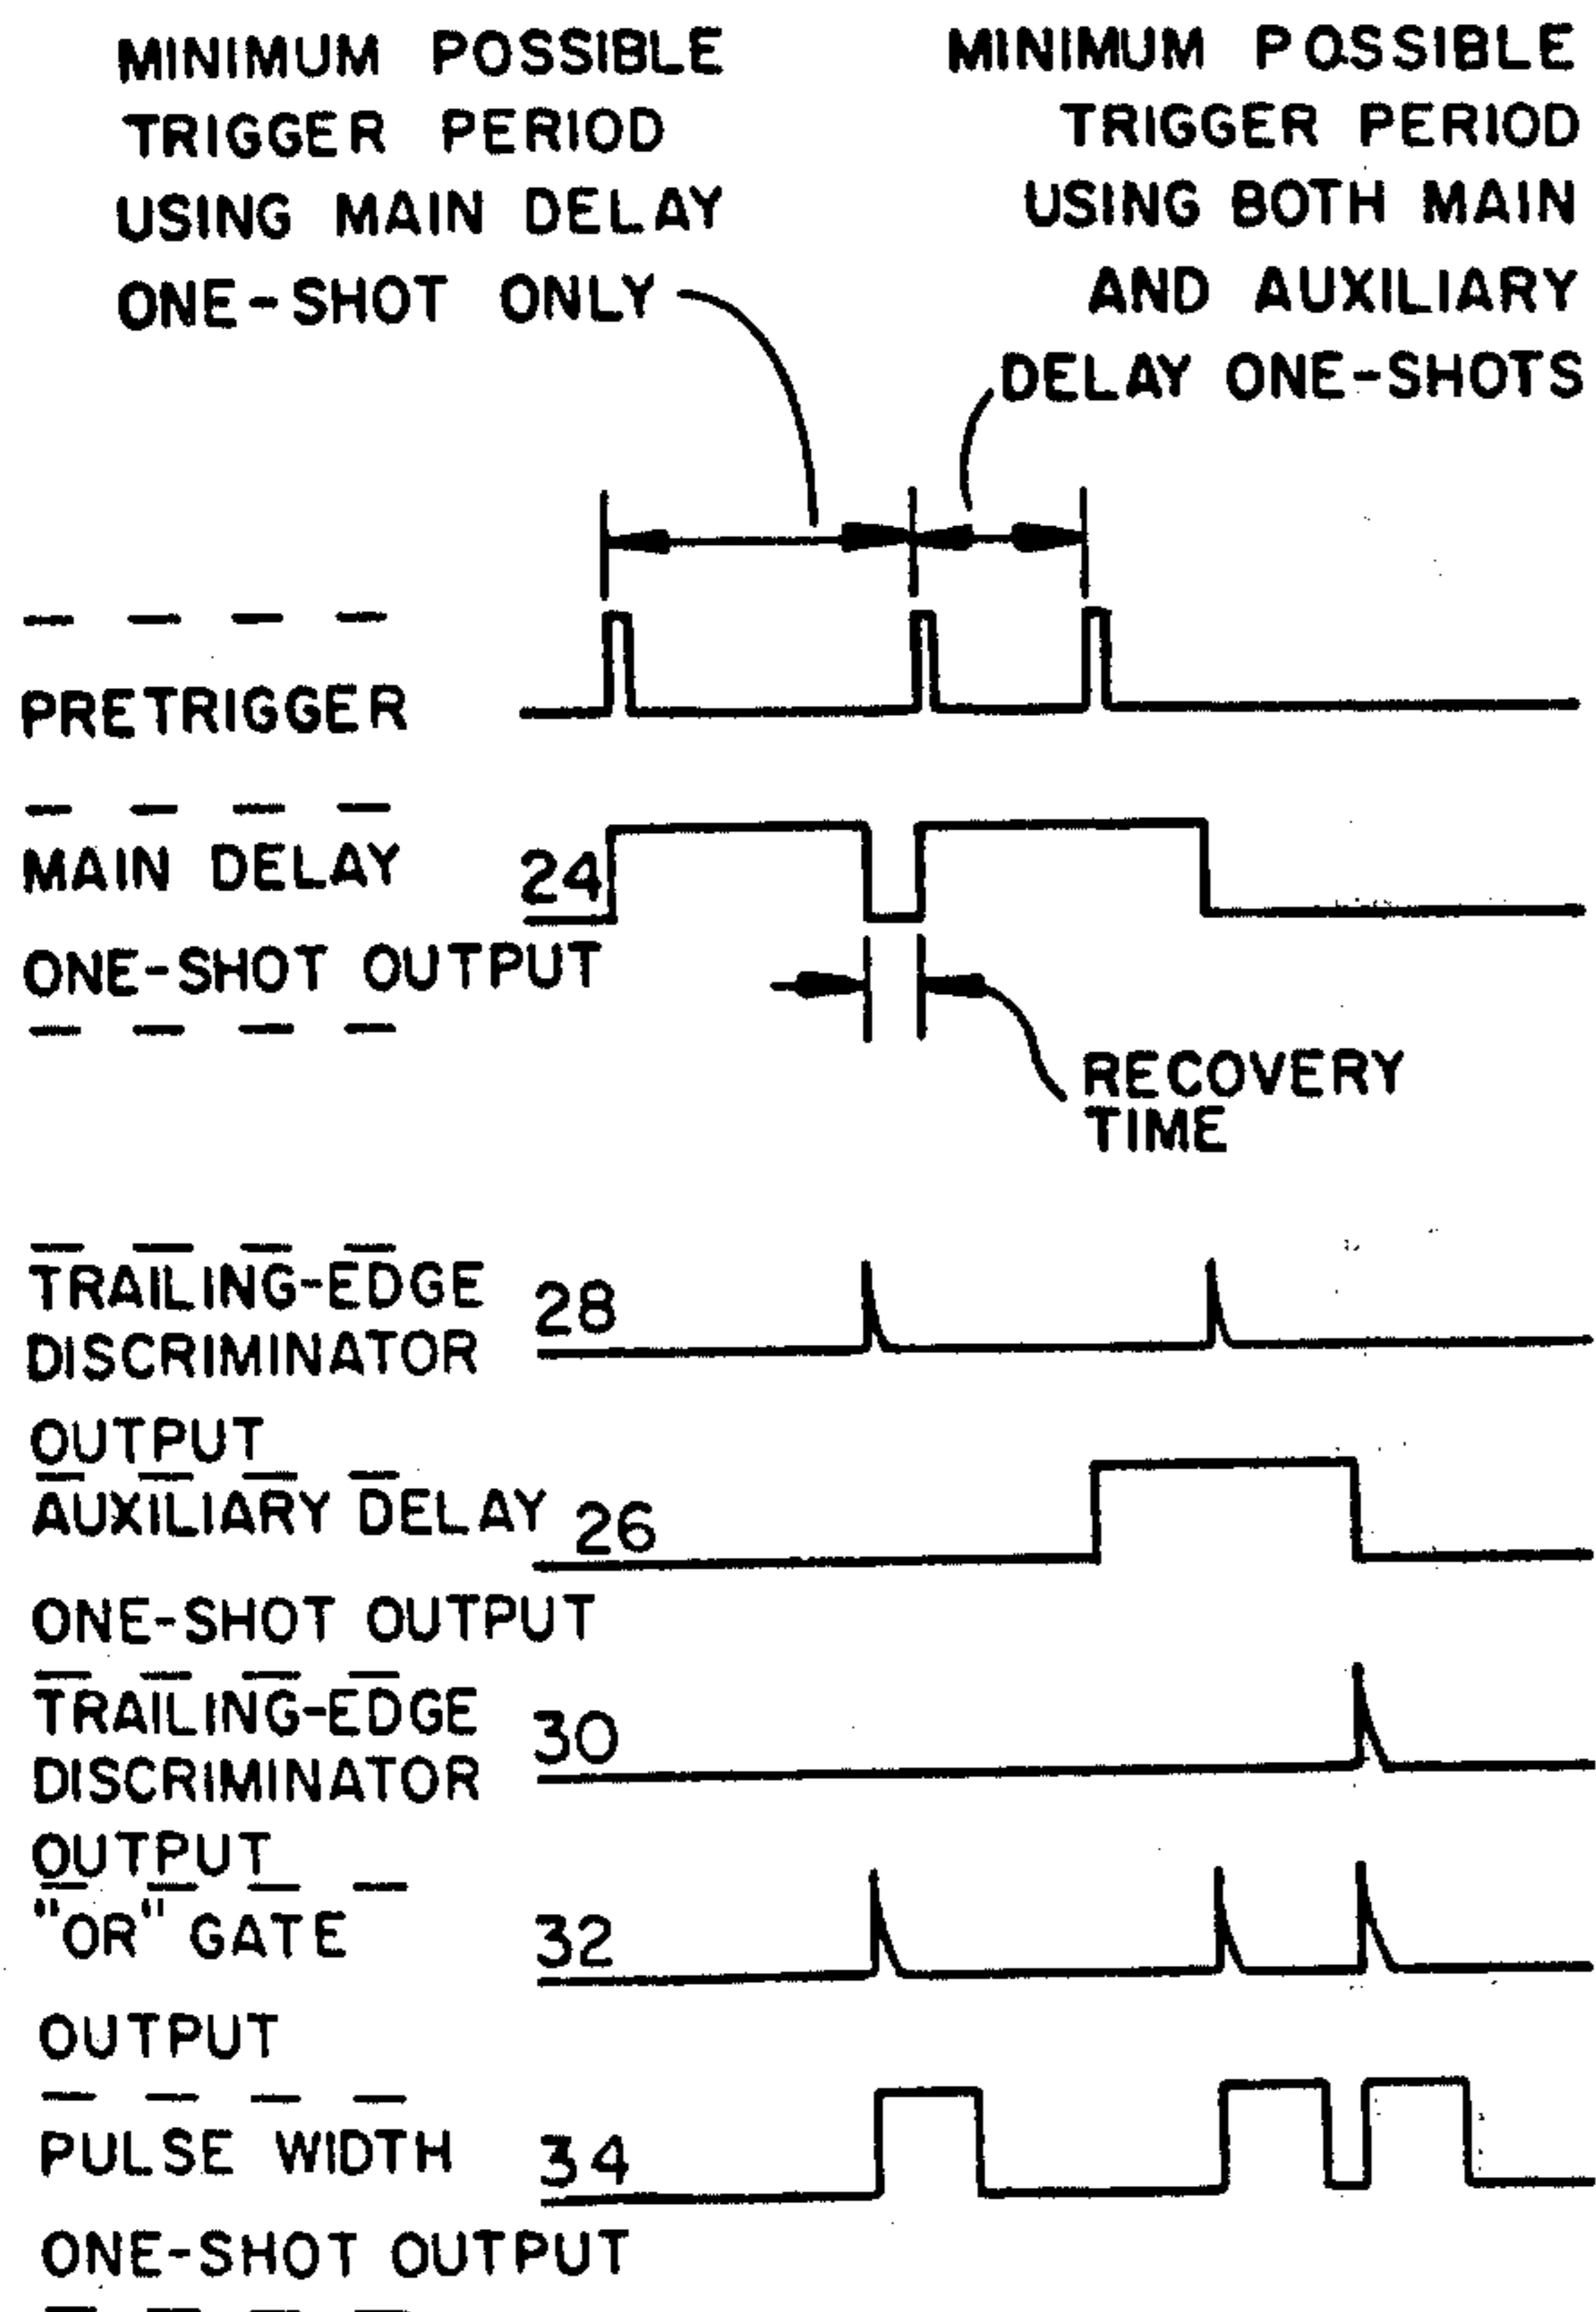 MINIMUM POSSIBLE
TRIGGER PERIOD
USING MAIN DELAY
ONE-SHOT ONLY
MINIMUM POSSIBLE
TRIGGER PERIOD
USING BOTH MAIN
AND AUXILIARY
DELAY ONE-SHOTS
PRETRIGGER
MAIN DELAY 24
ONE-SHOT OUTPUT
RECOVERY
TIME
TRAILING-EDGE 28
DISCRIMINATOR
OUTPUT
AUXILIARY DELAY 26
ONE-SHOT OUTPUT
TRAILING-EDGE 30
DISCRIMINATOR
OUTPUT
"OR" GATE 32
OUTPUT
PULSE WIDTH 34
ONE-SHOT OUTPUT